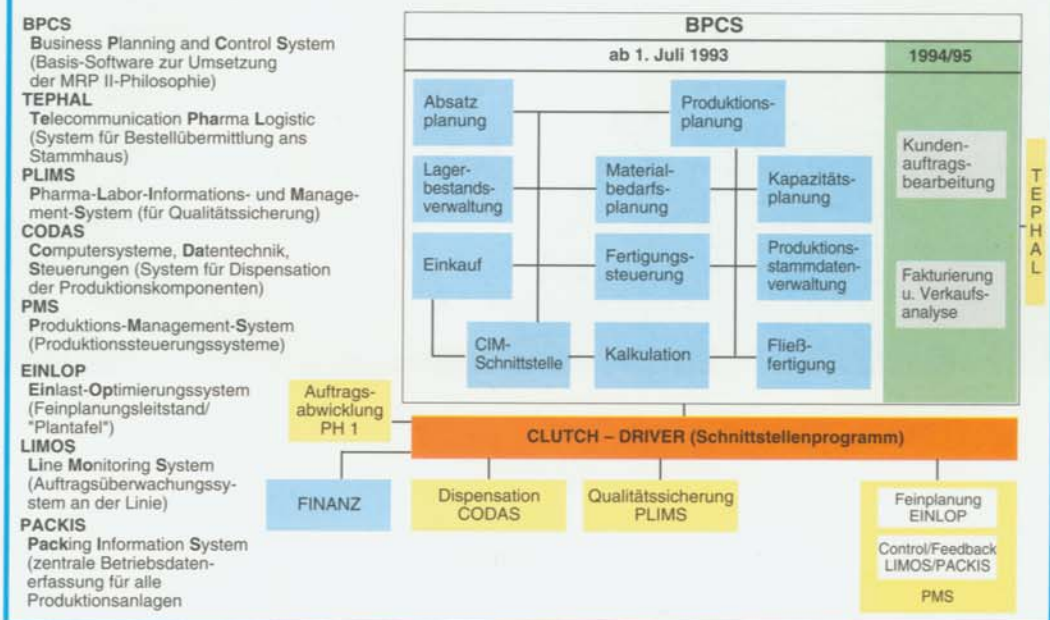 BPCS
Business Planning and Control System
(Basis-Software zur Umsetzung
der MRP II-Philosophie)
TEPHAL
Telecommunication Pharma Logistic
(System für Bestellübermittlung ans
Stammhaus)
PLIMS
Pharma-Labor-Informations- und Manage-
ment-System (für Qualitätssicherung)
CODAS
Computersysteme, Datentechnik,
Steuerungen (System für Dispensation
der Produktionskomponenten)
PMS
Produktions-Management-System
(Produktionssteuerungssysteme)
EINLOP
Einlast-Optimierungssystem
(Feinplanungsleitstand/
"Plantafel")
LIMOS
Line Monitoring System
(Auftragsüberwachungssy-
stem an der Linie)
PACKIS
Packing Information System
(zentrale Betriebsdaten-
erfassung für alle
Produktionsanlagen
BPCS
ab 1. Juli 1993
1994/95
Absatz
planung
Produktions-
planung
Lager-
bestands-
verwaltung
Material-
bedarfs-
planung
Kapazitäts-
planung
Kunden-
auftrags-
bearbeitung
Einkauf
Fertigungs-
steuerung
Produktions-
stammdaten-
verwaltung
Fakturierung
u. Verkaufs-
analyse
CIM-
Schnittstelle
Kalkulation
Fließ-
fertigung
TEPHAL
Auftrags-
abwicklung
PH 1
CLUTCH – DRIVER (Schnittstellenprogramm)
FINANZ
Dispensation
CODAS
Qualitätssicherung
PLIMS
Feinplanung
EINLOP
Control/Feedback
LIMOS/PACKIS
PMS